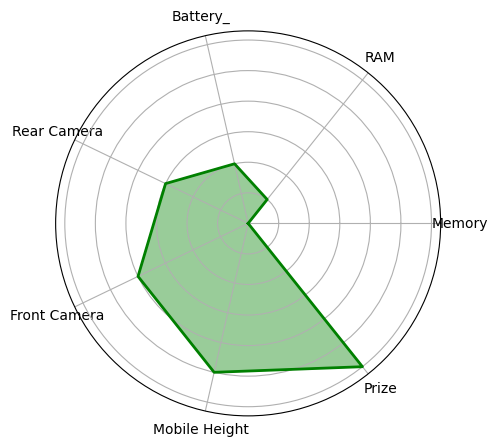 Battery_
RAM
Rear Camera
Memory
Front Camera
Prize
Mobile Height